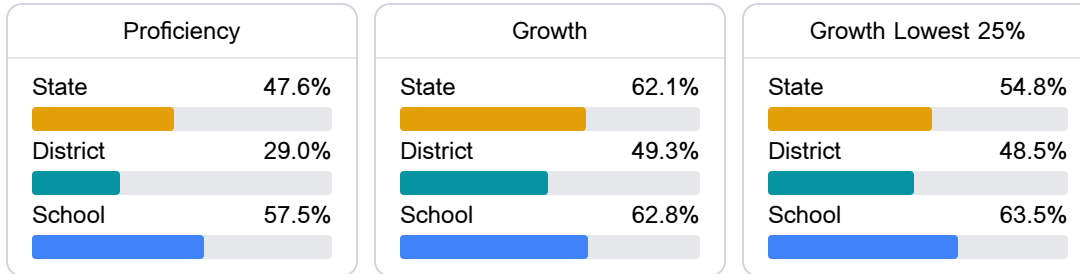 Proficiency
State 47.6%
District 29.0%
School 57.5%
Growth
State 62.1%
District 49.3%
School 62.8%
Growth Lowest 25%
State 54.8%
District 48.5%
School 63.5%